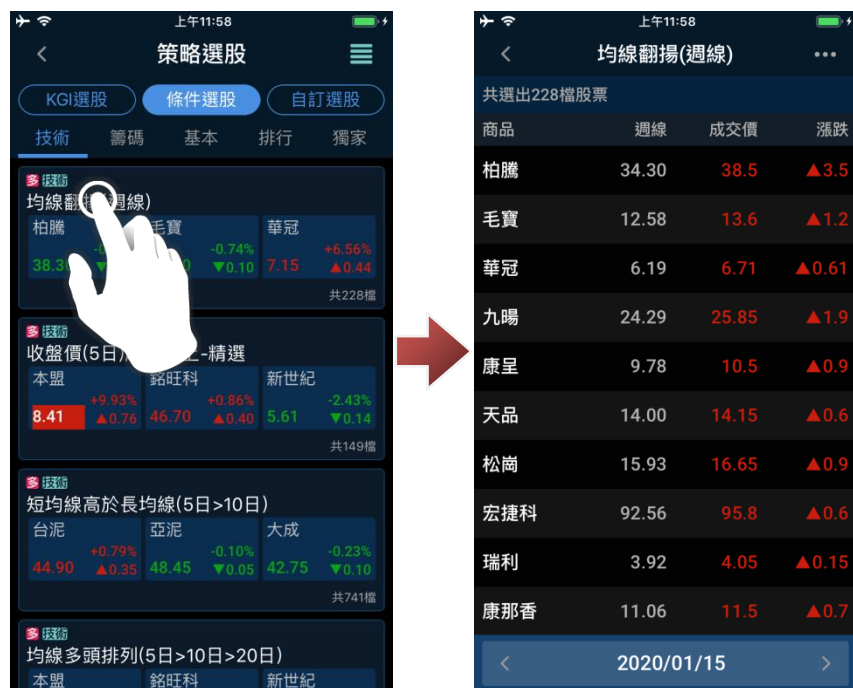 上午11:58
策略選股
KGI選股 條件選股 自訂選股
技術 籌碼 基本 排行 獨家
多 技術
均線翻 週線)
柏騰 毛寶 華冠
-0.74% +6.56%
38.3 ▼0.10 7.15 ▲0.44
共228檔
多 技術
收盤價(5日) -精選
本盟 銘旺科 新世紀
+9.93% +0.86% -2.43%
8.41 ▲0.76 46.70 ▲0.40 5.61 ▼0.14
共149檔
多 技術
短均線高於長均線(5日>10日)
台泥 亞泥 大成
+0.79% -0.10% -0.23%
44.90 ▲0.35 48.45 ▼0.05 42.75 ▼0.10
共741檔
多 技術
均線多頭排列(5日>10日>20日)
本盟 銘旺科 新世紀
上午11:58
均線翻揚(週線)
共選出228檔股票
商品 週線 成交價 漲跌
柏騰 34.30 38.5 ▲3.5
毛寶 12.58 13.6 ▲1.2
華冠 6.19 6.71 ▲0.61
九暘 24.29 25.85 ▲1.9
康呈 9.78 10.5 ▲0.9
天品 14.00 14.15 ▲0.6
松崗 15.93 16.65 ▲0.9
宏捷科 92.56 95.8 ▲0.6
瑞利 3.92 4.05 ▲0.15
康那香 11.06 11.5 ▲0.7
2020/01/15